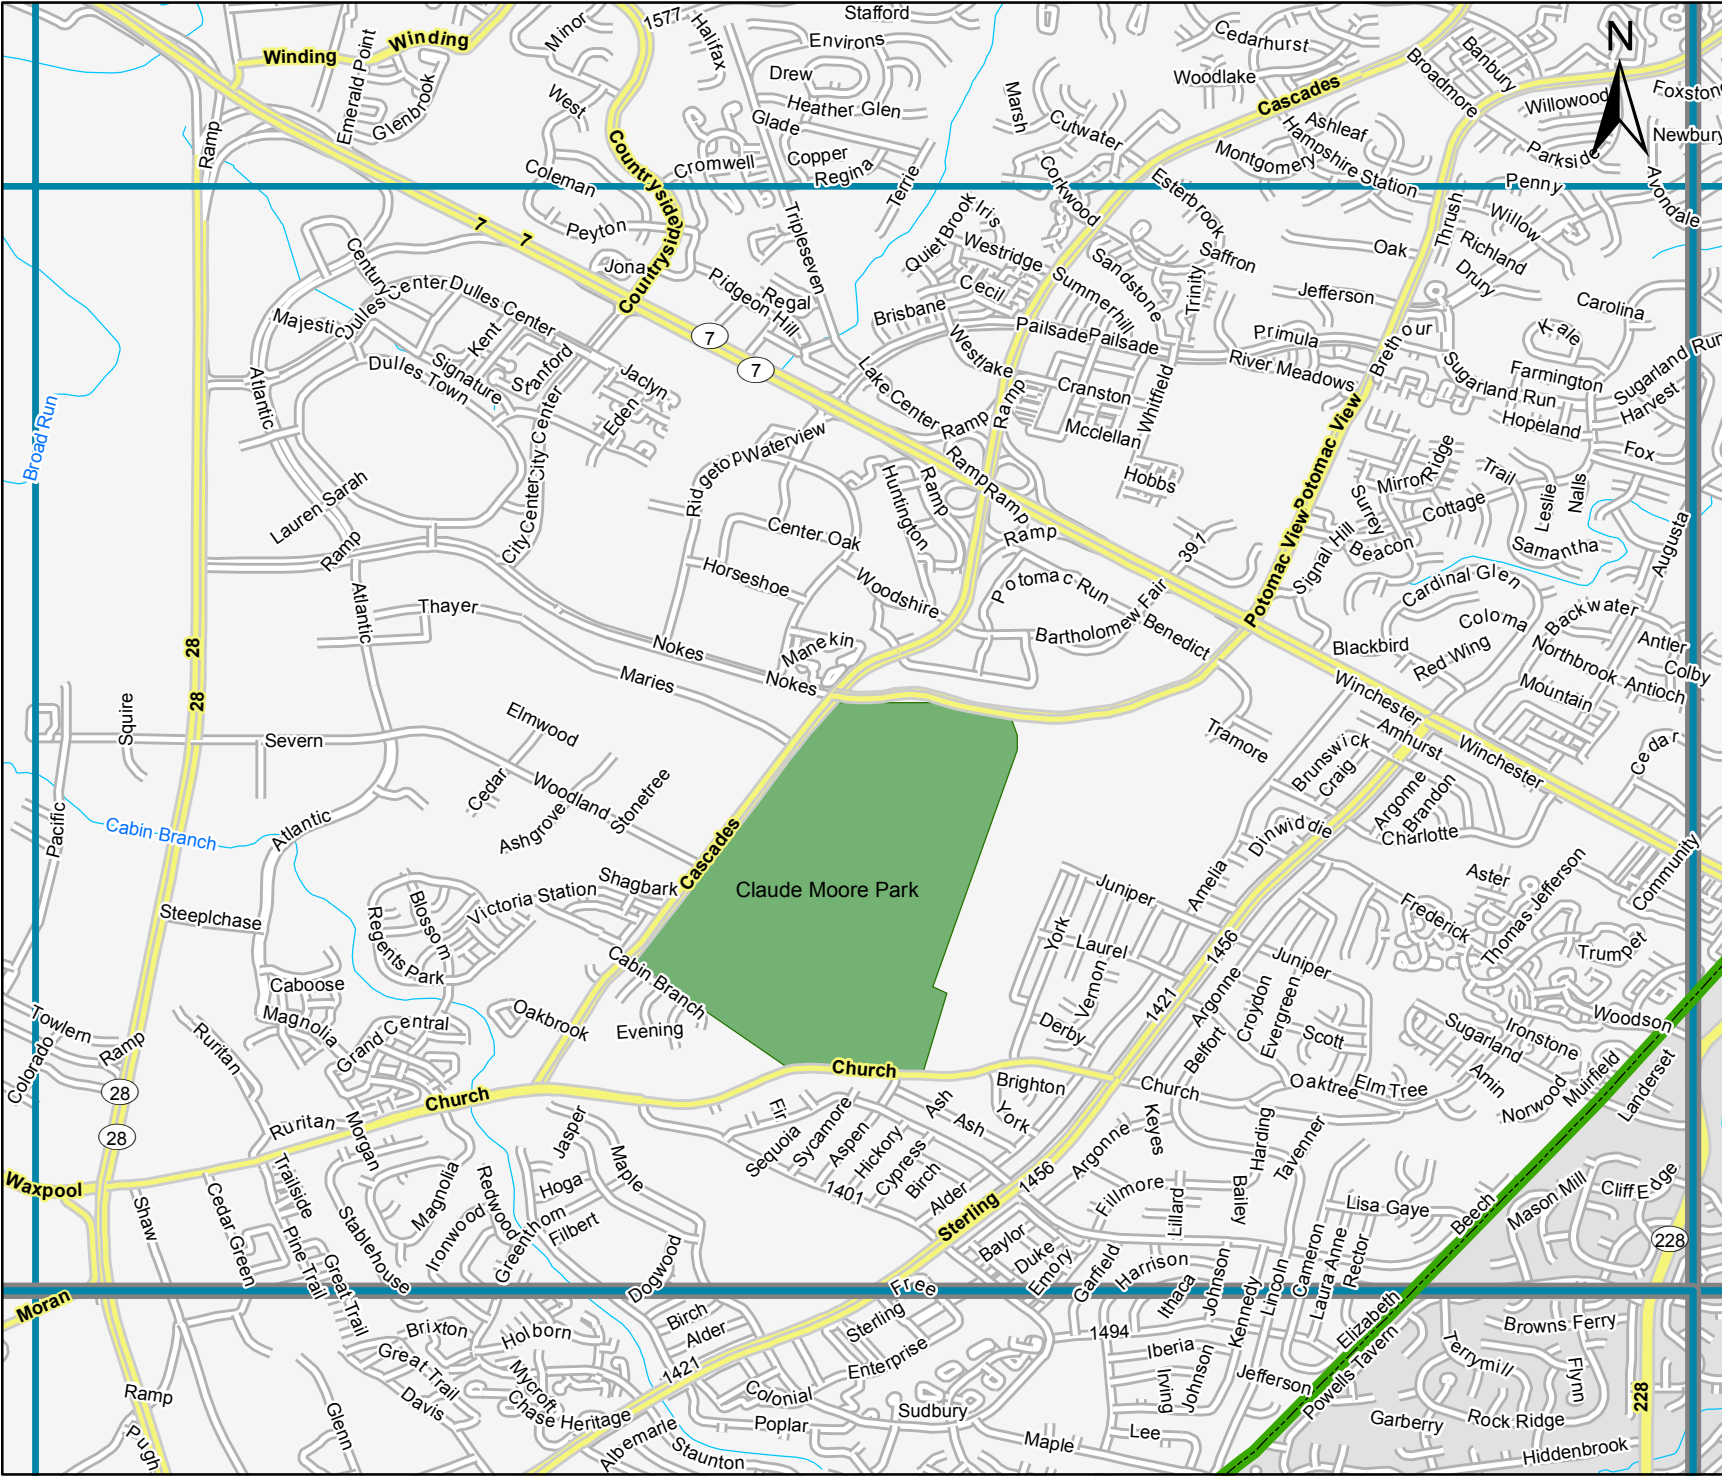 1577
Stafford
Minor
Halifax
Environs
Cedarhurst
Banbury
N
Winding
Winding
Emerald Point
Drew
Woodlake
Broadmore
Foxstone
Glenbrook
West
Heather Glen
Marsh
Cascades
Willowood
Glade
Cutwater
Ashleaf
Newbury
Ramp
Countryside
Cromwell
Copper
Regina
Montgomery
Hampshire Station
Parkside
Coleman
Terrie
Corkwood
Esterbrook
Penny
Avondale
7
7
Peyton
Tripleseven
Quiet Brook
Iris
Thrush
Willow
Century
Countryside
Westridge
Sandstone
Saffron
Oak
Richland
Jona
Pidgeon Hill
Regal
Cecil
Summerhill
Trinity
Jefferson
Drury
Carolina
Dulles Center
Dulles Center
Majestic
Brisbane
Pailsade
Pailsade
Primula
Brethour
Kale
Sugarland Run
Kent
7
7
Westlake
River Meadows
Dulles Town
Signature
Stanford
Jaclyn
Lake Center
Cranston
Whitfield
Sugarland Run
Farmington
Harvest
Atlantic
Eden
Ramp
Ramp
Mcclellan
Potomac View
Hopeland
Broad Run
City Center
Ridgetop
Waterview
Ramp
Hobbs
Mirror
Ridge
Trail
Fox
Lauren Sarah
City Center
Huntington
Ramp
Ramp
Ramp
Surrey
Cottage
Leslie
Nalls
Augusta
Center Oak
391
Potomac View
Signal Hill
Beacon
Samantha
Ramp
Atlantic
Horseshoe
Woodshire
Potomac Run
Bartholomew Fair
Benedict
Cardinal Glen
Thayer
Coloma
Backwater
28
Nokes
Manekin
Blackbird
Red Wing
Northbrook
Antler
Colby
28
Maries
Nokes
Winchester
Mountain
Antioch
Squire
Severn
Elmwood
Tramore
Brunswick
Amhurst
Winchester
Cedar
Cedar
Woodland
Stonetree
Craig
Argonne
Brandon
Pacific
Cabin Branch
Atlantic
Ashgrove
Cascades
Dinwiddie
Charlotte
Claude Moore Park
Juniper
Amelia
Aster
Thomas Jefferson
Community
Steeplchase
Regents Park
Blossom
Victoria Station
Shagbark
York
Laurel
1456
Frederick
Trumpet
Caboose
Cabin Branch
Vernon
Juniper
Towlern
Magnolia
Grand Central
Oakbrook
Evening
Derby
1421
Argonne
Croydon
Evergreen
Scott
Sugarland
Ironstone
Woodson
Colorado
Ramp
Ruritan
Belfort
28
Church
Church
Brighton
Church
Oaktree
Elm Tree
Amin
Norwood
Muirfield
Landerset
28
Ruritan
Morgan
Jasper
Fir
Sycamore
Ash
Ash
York
Keyes
Harding
Tavenner
Waxpool
Trailside
Magnolia
Redwood
Hoga
Maple
Sequoia
Aspen
Hickory
Cypress
Birch
1456
Argonne
Bailey
Shaw
Cedar Green
Pine Trail
Stablehouse
Ironwood
Greenthorn
Filbert
1401
Alder
Sterling
Fillmore
Lillard
Lisa Gaye
Beech
Mason Mill
Cliff Edge
Great Trail
Dogwood
Baylor
Duke
Emory
Garfield
Harrison
Cameron
Laura Anne
Rector
228
Moran
Great Trail
Free
Ithaca
Johnson
Kennedy
Lincoln
Elizabeth
Brixton
Holborn
Birch
Alder
Sterling
1494
Iberia
Powells Tavern
Browns Ferry
Great Trail
Mycroft
1421
Enterprise
Irving
Johnson
Jefferson
Terrymill
Flynn
Ramp
Davis
Chase Heritage
Colonial
Sudbury
228
Pugh
Glenn
Albemarle
Poplar
Maple
Lee
Garberry
Rock Ridge
Staunton
Hiddenbrook